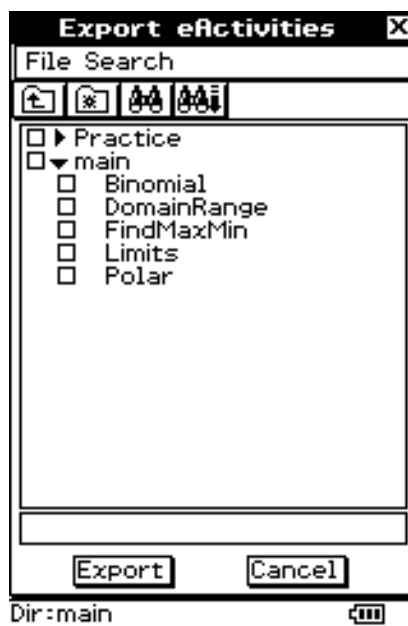 Export eActivities
File Search
Practice
main
Binomial
DomainRange
FindMaxMin
Limits
Polar
Export Cancel
Dir:main